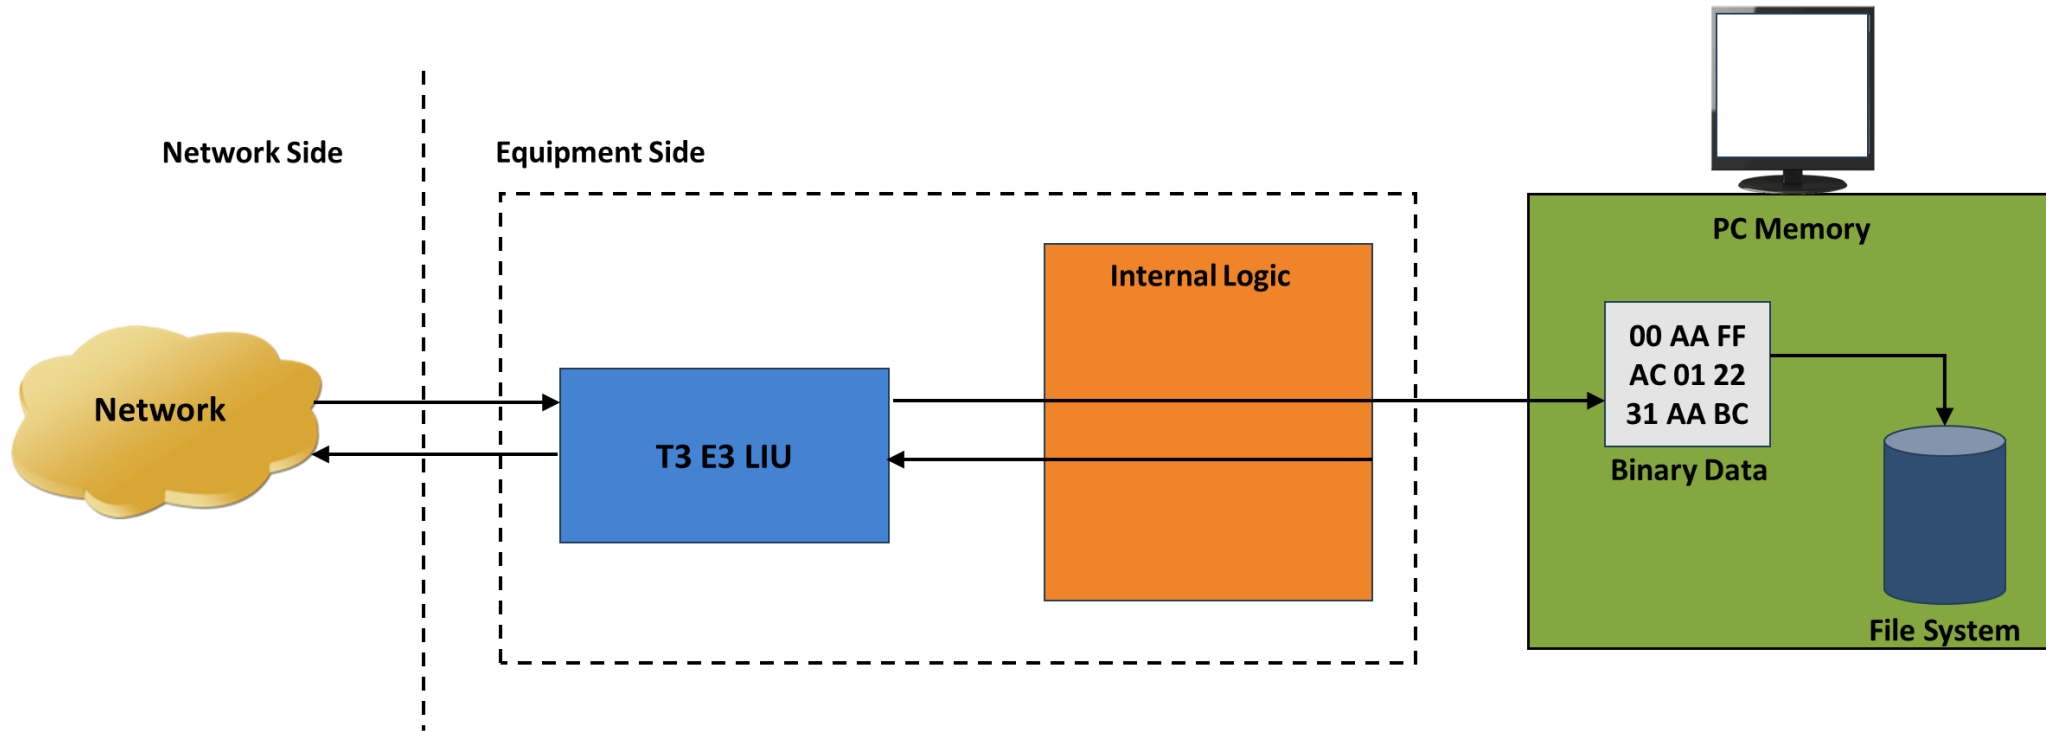 Network Side
Equipment Side
PC Memory
Internal Logic
Network
T3 E3 LIU
00 AA FF
AC 01 22
31 AA BC
Binary Data
File System